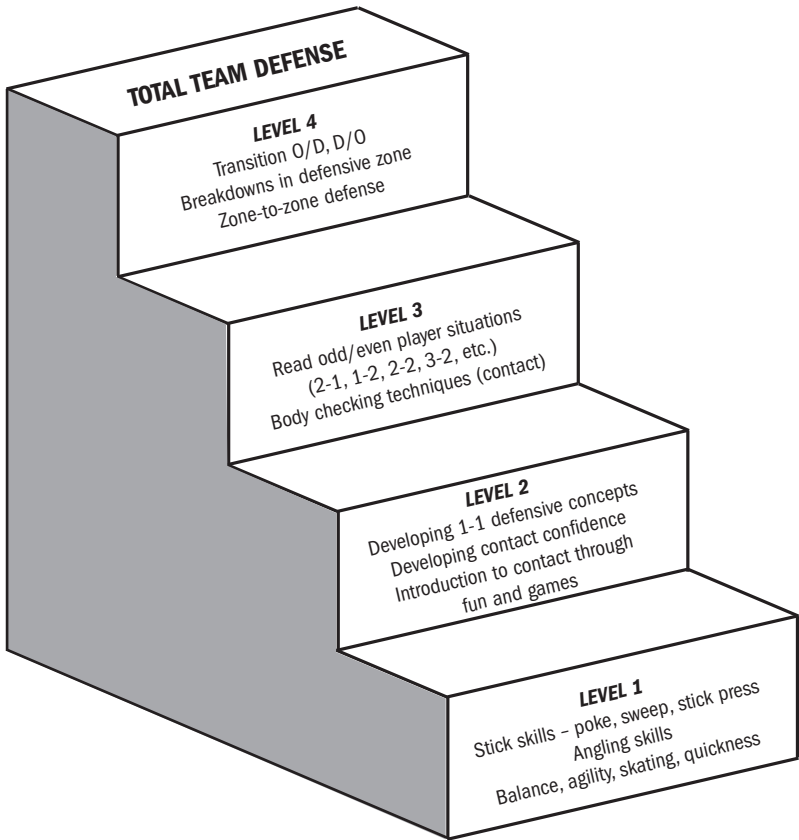 TOTAL TEAM DEFENSE
LEVEL 4
Transition O/D, D/O
Breakdowns in defensive zone
Zone-to-zone defense
LEVEL 3
Read odd/even player situations
(2-1, 1-2, 2-2, 3-2, etc.)
Body checking techniques (contact)
LEVEL 2
Developing 1-1 defensive concepts
Developing contact confidence
Introduction to contact through
fun and games
LEVEL 1
Stick skills – poke, sweep, stick press
Angling skills
Balance, agility, skating, quickness